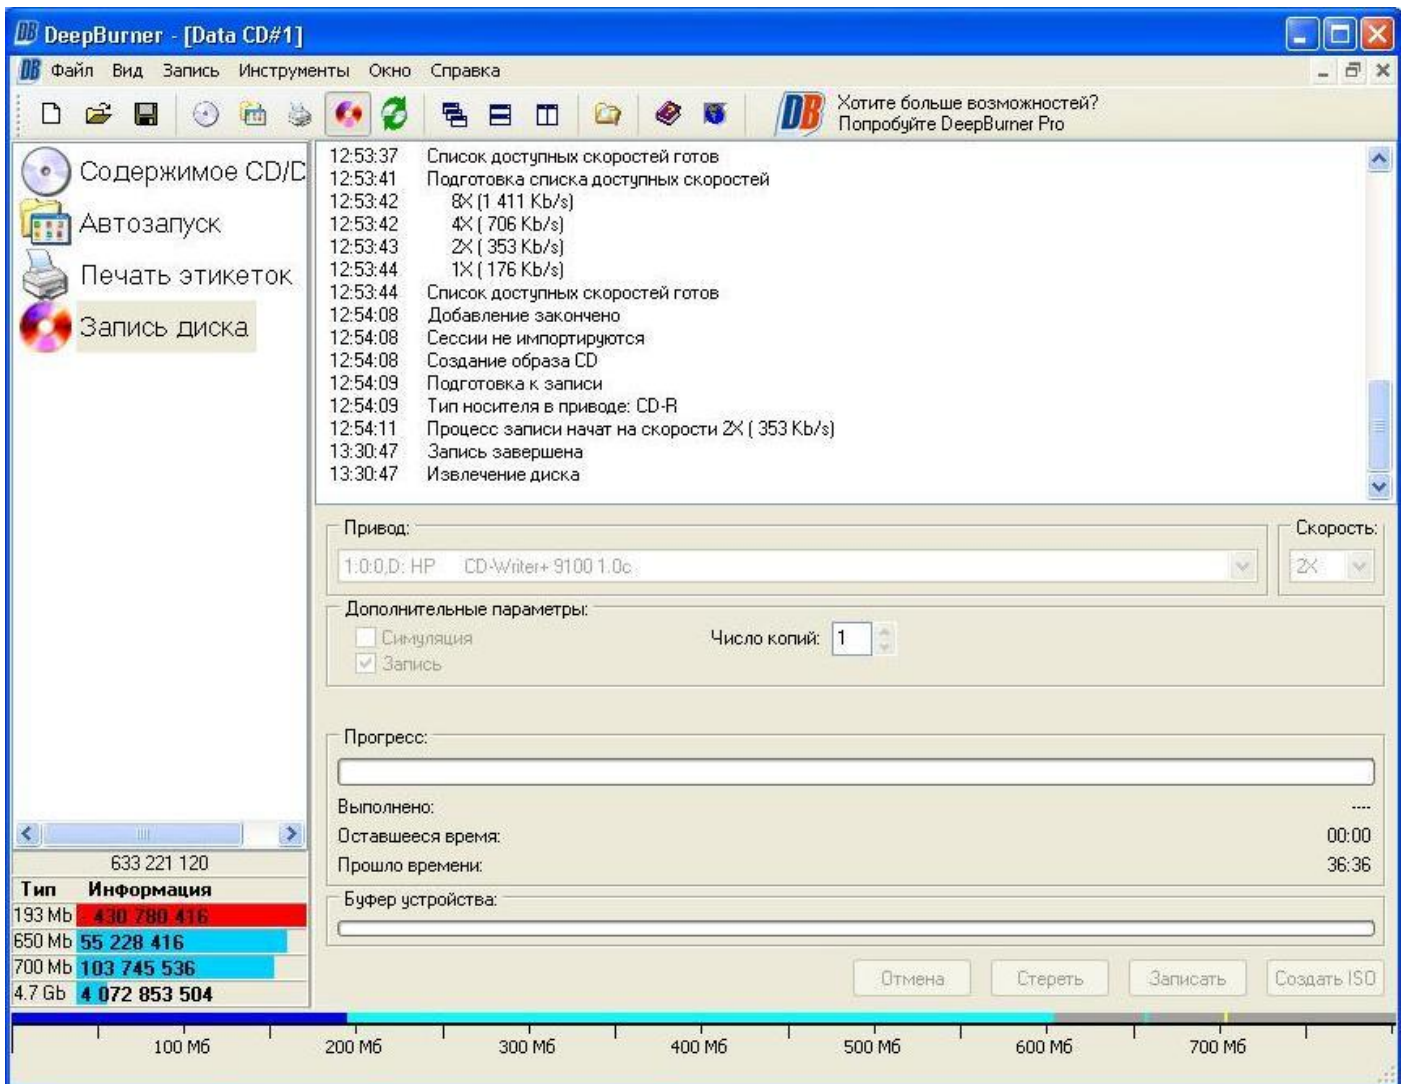 DeepBurner - [Data CD#1]
Файл Вид Запись Инструменты Окно Справка
Хотите больше возможностей?
Попробуйте DeepBurner Pro
Содержимое CD/D
Автозапуск
Печать этикеток
Запись диска
12:53:37 Список доступных скоростей готов
12:53:41 Подготовка списка доступных скоростей
12:53:42 8X (1 411 Kb/s)
12:53:42 4X ( 706 Kb/s)
12:53:43 2X ( 353 Kb/s)
12:53:44 1X ( 176 Kb/s)
12:53:44 Список доступных скоростей готов
12:54:08 Добавление закончено
12:54:08 Сессии не импортируются
12:54:08 Создание образа CD
12:54:09 Подготовка к записи
12:54:09 Тип носителя в приводе: CD-R
12:54:11 Процесс записи начат на скорости 2X ( 353 Kb/s)
13:30:47 Запись завершена
13:30:47 Извлечение диска
Привод: Скорость:
1:0:0,D: HP CD-Writer+ 9100 1.0c 2X
Дополнительные параметры:
Симуляция
Число копий: 1
Запись
Прогресс:
Выполнено: ----
Оставшееся время: 00:00
Прошло времени: 36:36
Буфер устройства:
Отмена Стереть Записать Создать ISO
633 221 120
Тип Информация
193 Mb - 430 780 416
650 Mb 55 228 416
700 Mb 103 745 536
4.7 Gb 4 072 853 504
100 Мб 200 Мб 300 Мб 400 Мб 500 Мб 600 Мб 700 Мб